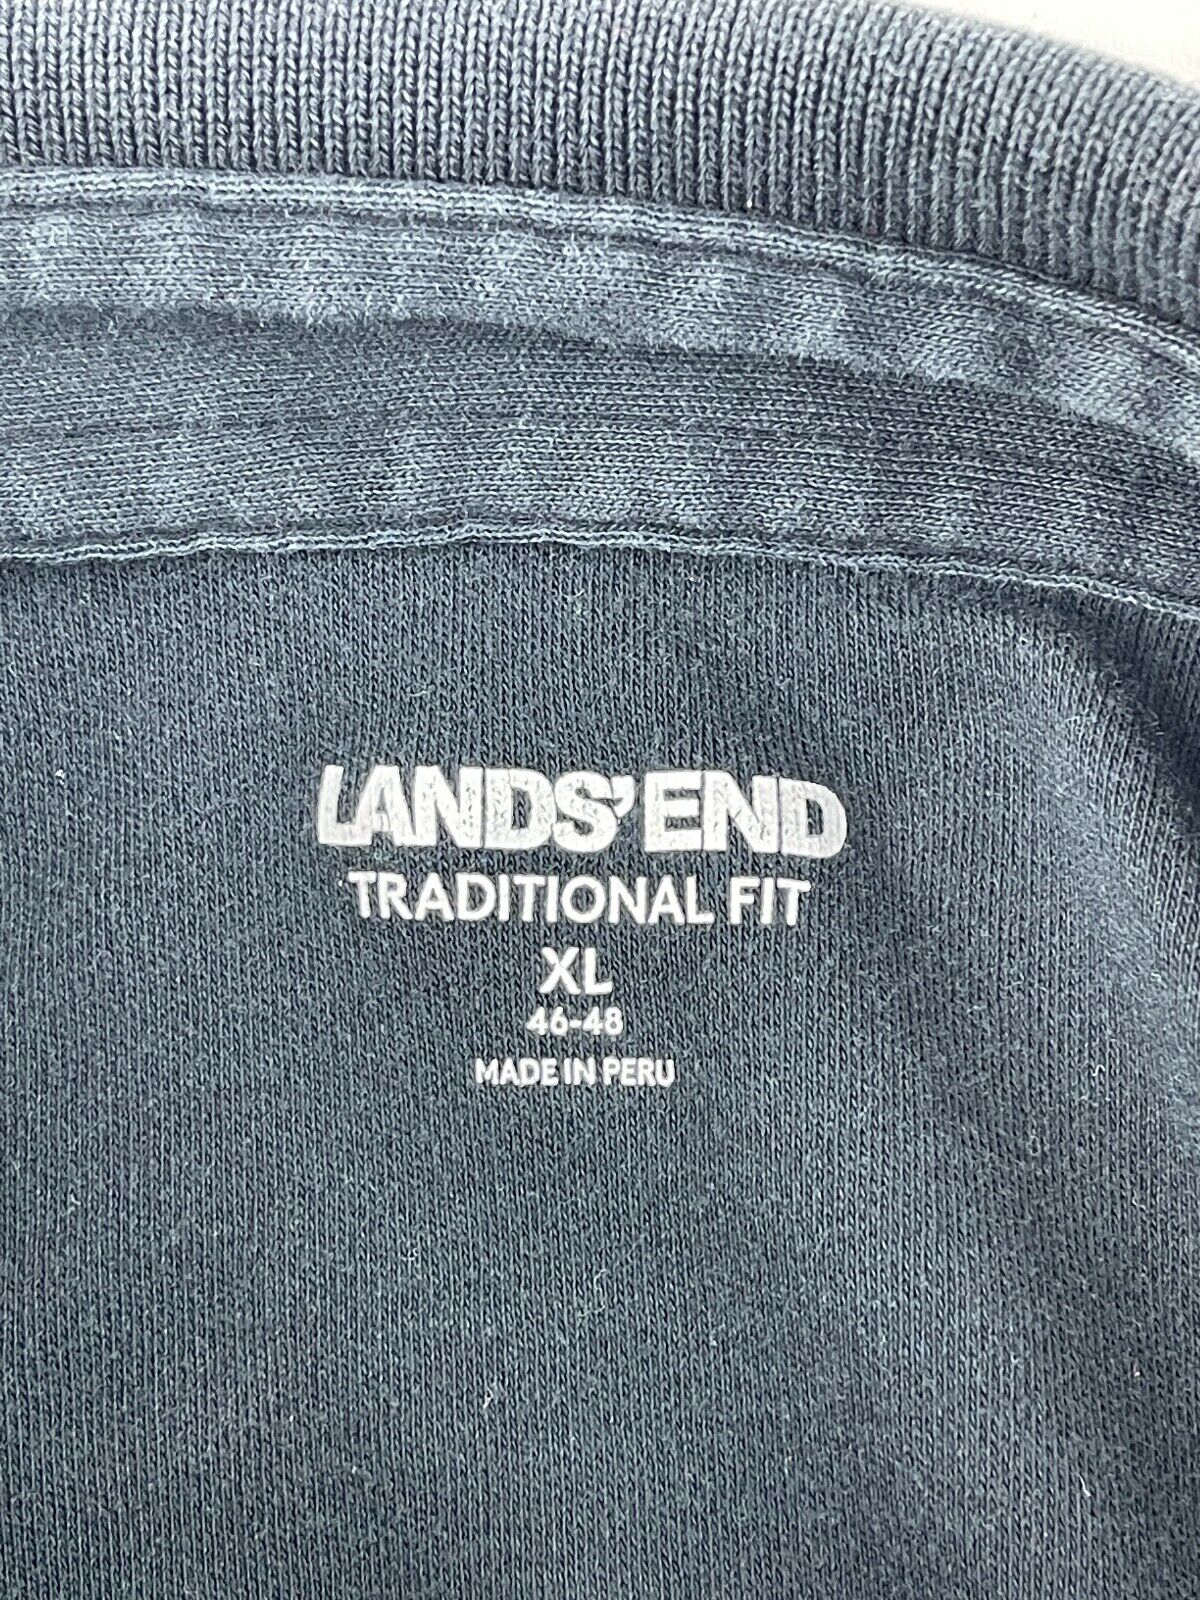 LANDS' END
TRADITIONAL FIT
XL
46-48
MADE IN PERU